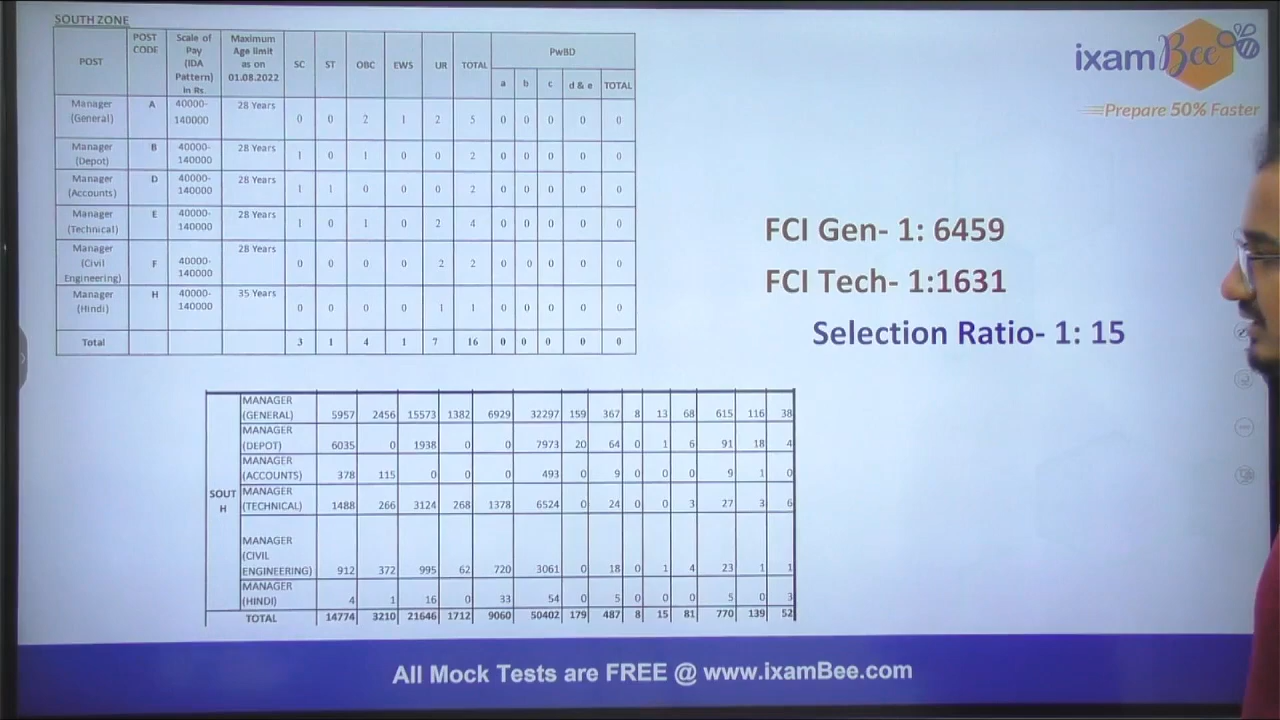 SOUTH ZONE
POST POST CODE Scale of Pay (IDA Pattern) In Rs. Maximum Age limit as on 01.08.2022 SC ST OBC EWS UR TOTAL PwBD
a b c d & e TOTAL
Manager (General) A 40000-140000 28 Years 0 0 2 1 2 5 0 0 0 0 0
Manager (Depot) B 40000-140000 28 Years 1 0 1 0 0 2 0 0 0 0 0
Manager (Accounts) D 40000-140000 28 Years 1 1 0 0 0 2 0 0 0 0 0
Manager (Technical) E 40000-140000 28 Years 1 0 1 0 2 4 0 0 0 0 0
Manager (Civil Engineering) F 40000-140000 28 Years 0 0 0 0 2 2 0 0 0 0 0
Manager (Hindi) H 40000-140000 35 Years 0 0 0 0 1 1 0 0 0 0 0
Total 3 1 4 1 7 16 0 0 0 0 0
ixamBee
Prepare 50% Faster
FCI Gen- 1: 6459
FCI Tech- 1:1631
Selection Ratio- 1: 15
SOUTH
MANAGER (GENERAL) 5957 2456 15573 1382 6929 32297 159 367 8 13 68 615 116 38
MANAGER (DEPOT) 6035 0 1938 0 0 7973 20 64 0 1 6 91 18 4
MANAGER (ACCOUNTS) 378 115 0 0 0 493 0 9 0 0 0 9 1 0
MANAGER (TECHNICAL) 1488 266 3124 268 1378 6524 0 24 0 0 3 27 3 6
MANAGER (CIVIL ENGINEERING) 912 372 995 62 720 3061 0 18 0 1 4 23 1 1
MANAGER (HINDI) 4 1 16 0 33 54 0 5 0 0 0 5 0 3
TOTAL 14774 3210 21646 1712 9060 50402 179 487 8 15 81 770 139 52
All Mock Tests are FREE @ www.ixamBee.com